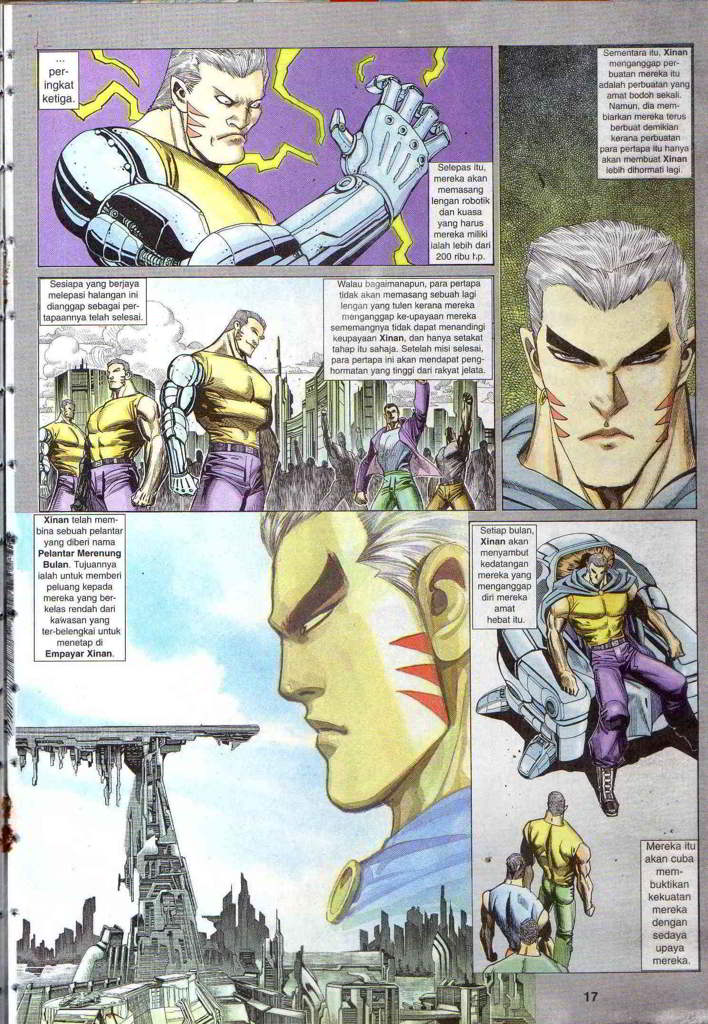 ...
per-
ingkat
ketiga.
Selepas itu,
mereka akan
memasang
lengan robotik
dan kuasa
yang harus
mereka miliki
ialah lebih dari
200 ribu h.p.
Sementara itu, Xinan
menganggap per-
buatan mereka itu
adalah perbuatan yang
amat bodoh sekali.
Namun, dia mem-
biarkan mereka terus
berbuat demikian
kerana perbuatan
para pertapa itu hanya
akan membuat Xinan
lebih dihormati lagi.
Sesiapa yang berjaya
melepasi halangan ini
dianggap sebagai per-
tapaannya telah selesai.
Walau bagaimanapun, para pertapa
tidak akan memasang sebuah lagi
lengan yang tulen kerana mereka
menganggap ke-upayaan mereka
sememangnya tidak dapat menandingi
keupayaan Xinan, dan hanya setakat
tahap itu sahaja. Setelah misi selesai,
para pertapa ini akan mendapat peng-
hormatan yang tinggi dari rakyat jelata.
Xinan telah mem-
bina sebuah pelantar
yang diberi nama
Pelantar Merenung
Bulan. Tujuannya
ialah untuk memberi
peluang kepada
mereka yang ber-
kelas rendah dari
kawasan yang
ter-belengkai untuk
menetap di
Empayar Xinan.
Setiap bulan,
Xinan akan
menyambut
kedatangan
mereka yang
menganggap
diri mereka
amat
hebat itu.
Mereka itu
akan cuba
mem-
buktikan
kekuatan
mereka
dengan
sedaya
upaya
mereka.
17